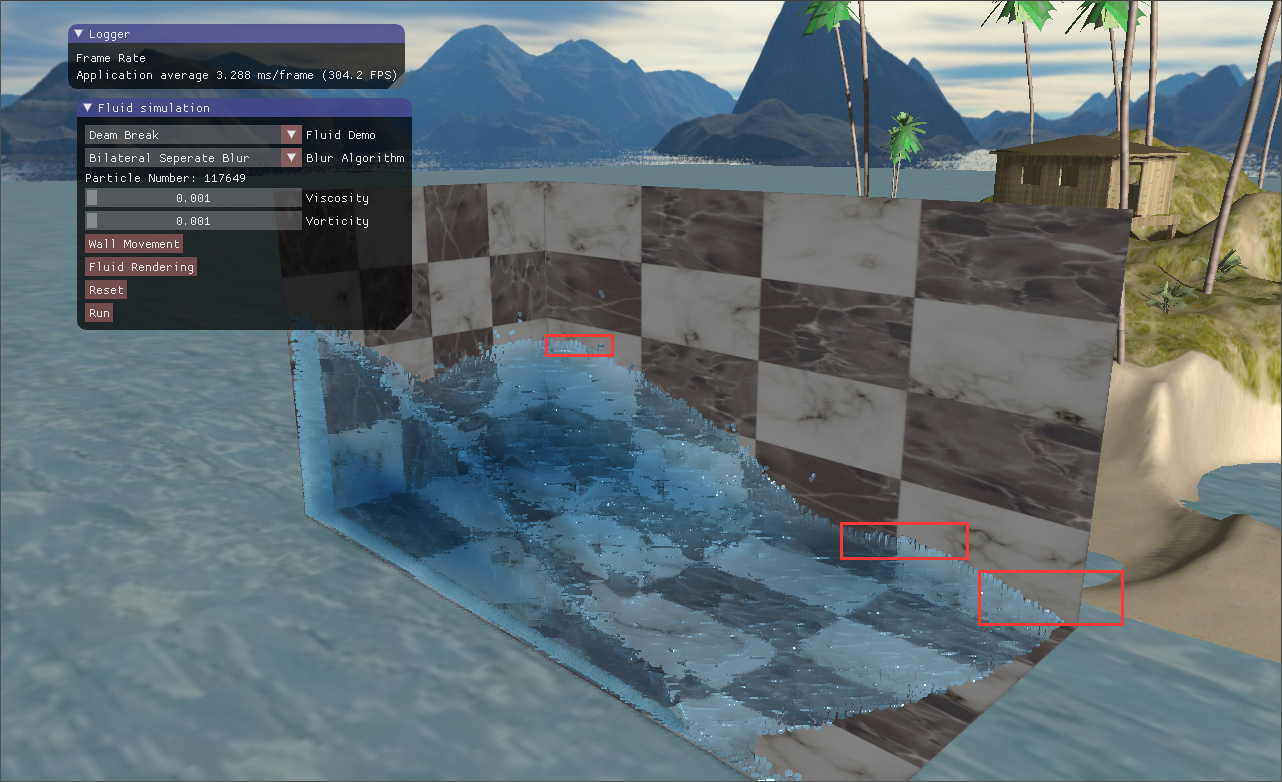 Logger
Frame Rate
Application average 3.288 ms/frame (304.2 FPS)
Fluid simulation
Deam Break Fluid Demo
Bilateral Seperate Blur Blur Algorithm
Particle Number: 117649
0.001 Viscosity
0.001 Vorticity
Wall Movement
Fluid Rendering
Reset
Run